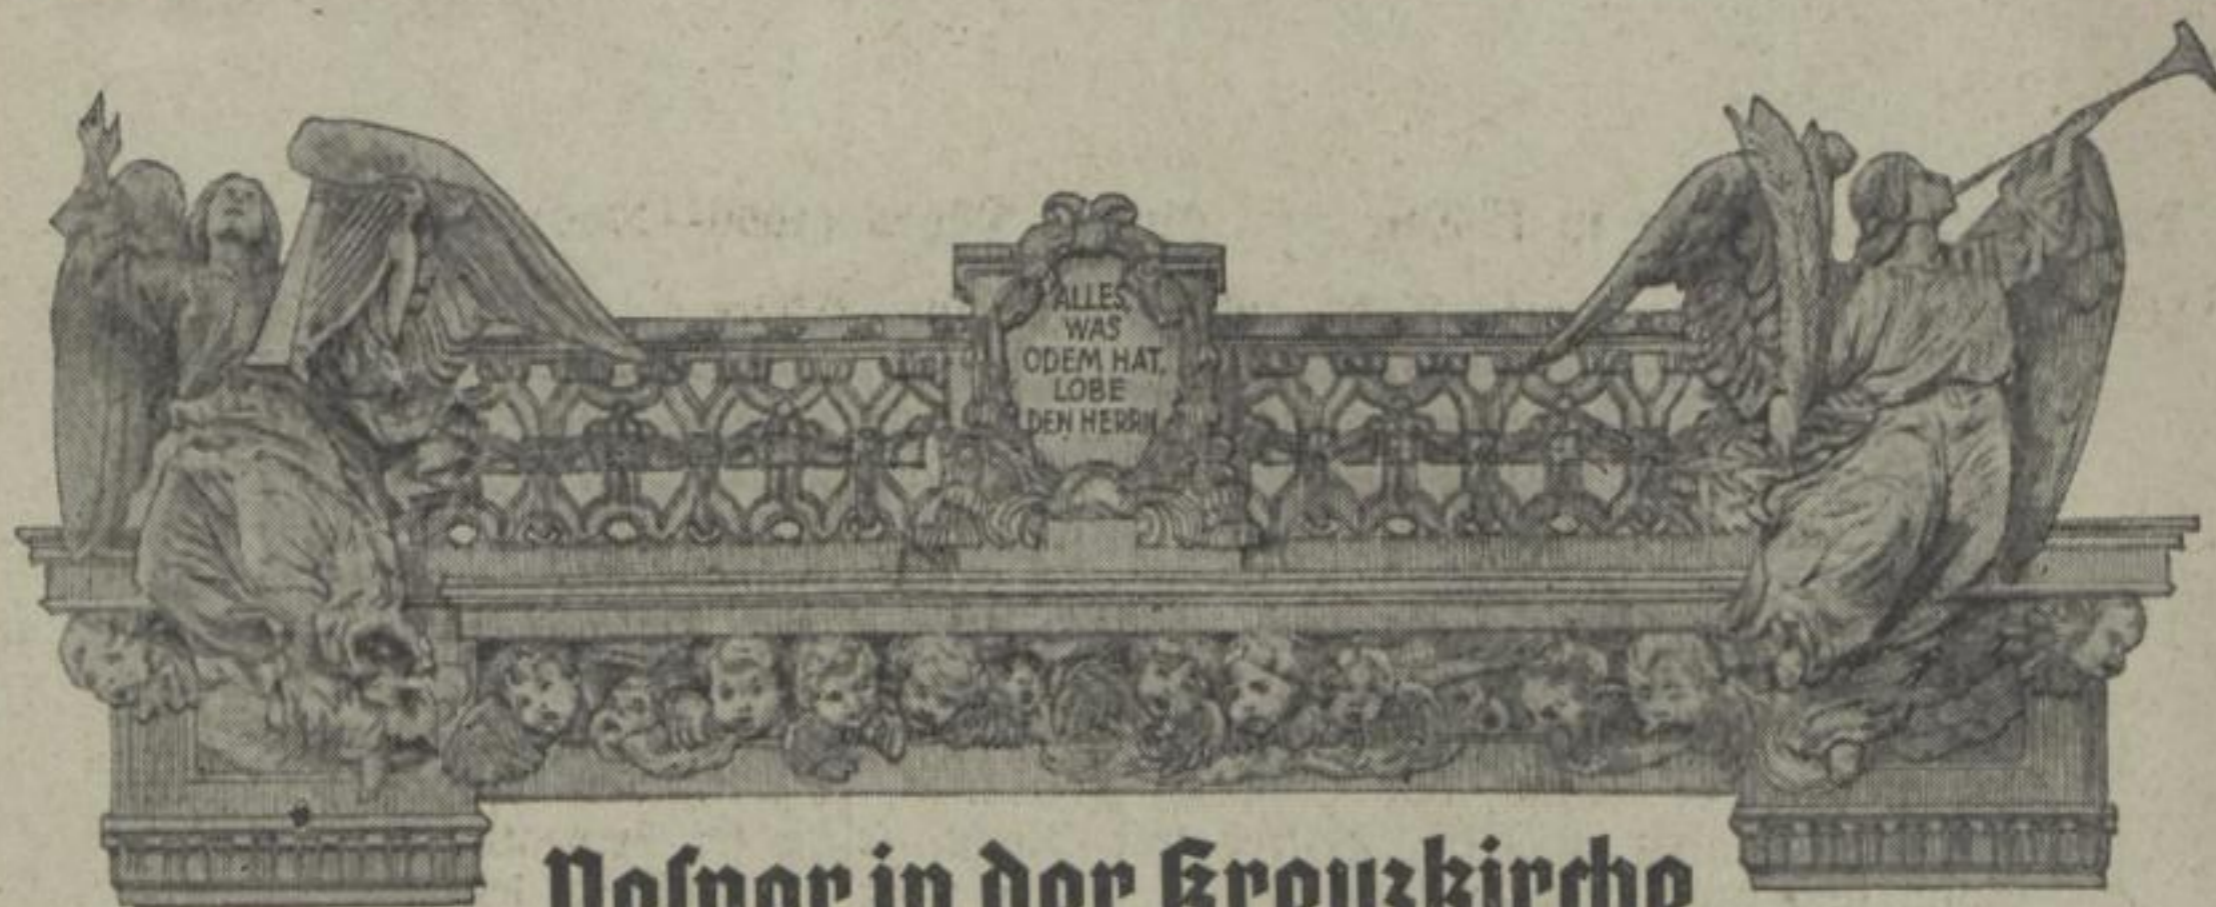 ALLES,
WAS
ODEM HAT,
LOBE
DEN HERRN
Vesper in der Kreuzkirche